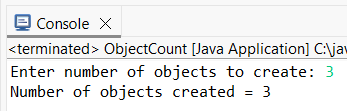 Console
<terminated> ObjectCount [Java Application] C:\jav
Enter number of objects to create: 3
Number of objects created = 3